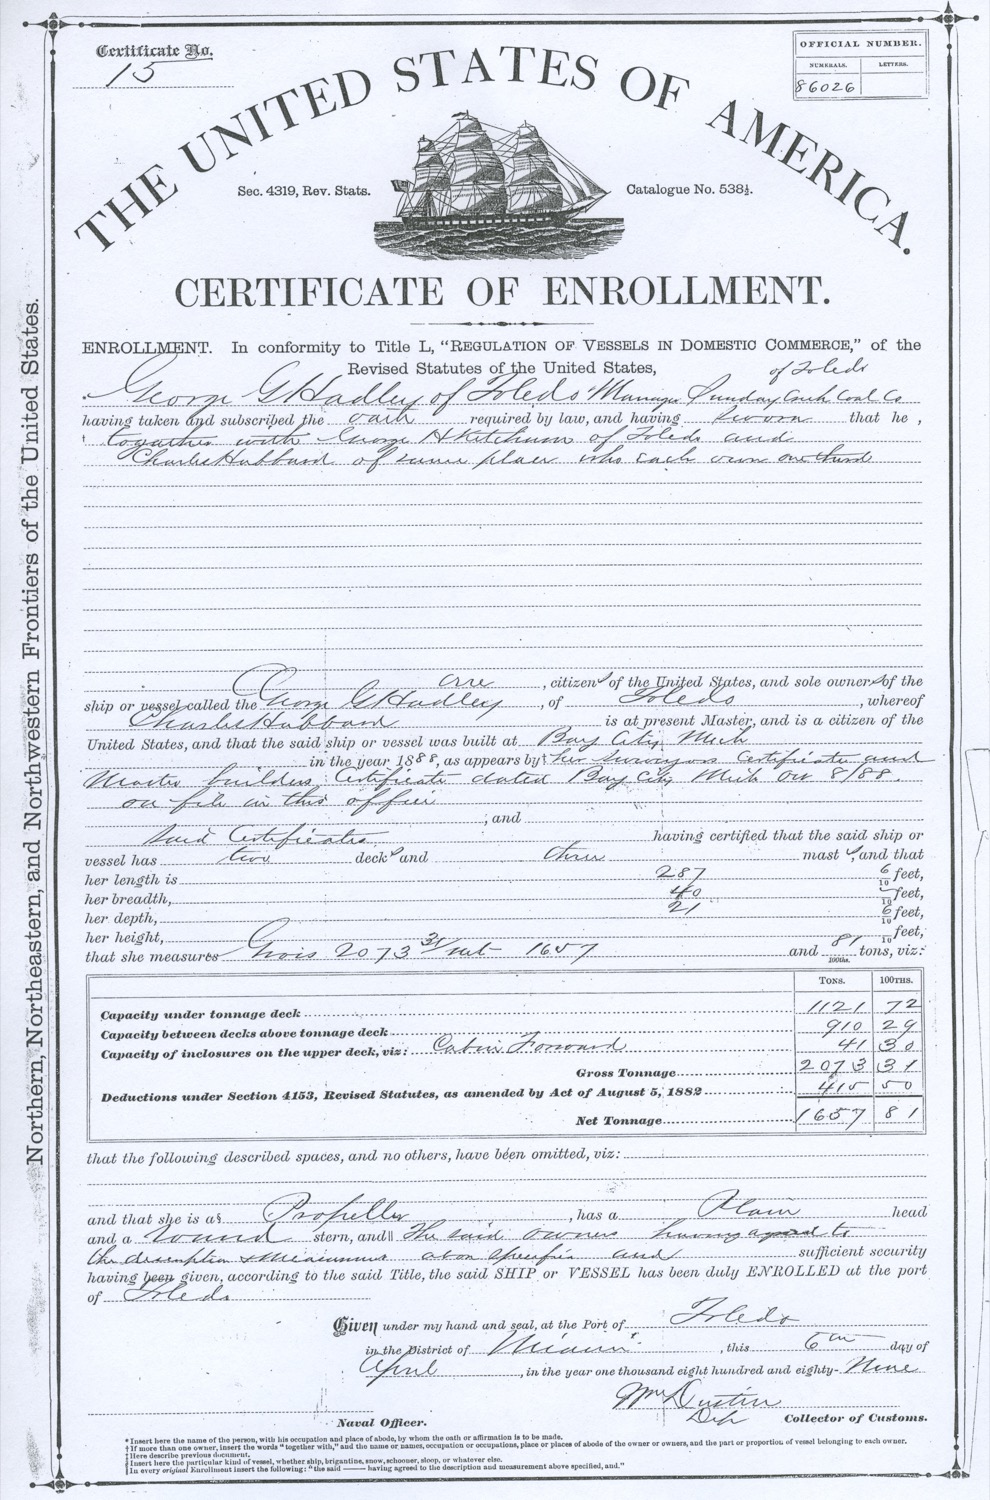 Certificate No.
15
OFFICIAL NUMBER.
NUMERALS. LETTERS.
86026
THE UNITED STATES OF AMERICA.
Sec. 4319, Rev. Stats.
Catalogue No. 538½.
CERTIFICATE OF ENROLLMENT.
Northern, Northeastern, and Northwestern Frontiers of the United States.
ENROLLMENT. In conformity to Title L, "REGULATION OF VESSELS IN DOMESTIC COMMERCE," of the
Revised Statutes of the United States, of Toledo
* George G Hadley of Toledo Manager Sunday Creek Coal Co
having taken and subscribed the oath required by law, and having sworn that he ,
† together with George H Ketchum of Toledo and
Charles Hubbard of same place who each own one third
are , citizens of the United States, and sole owners of the
ship or vessel called the George G Hadley , of Toledo , whereof
Charles Hubbard is at present Master, and is a citizen of the
United States, and that the said ship or vessel was built at Bay City Mich
in the year 1888, as appears by ‡ her surveyors Certificate and
Master builders Certificate dated Bay City Mich Oct 8/88.
on file in this office
; and
Said Certificates having certified that the said ship or
vessel has two decks and three masts, and that
her length is 287 6/10 feet,
her breadth, 40 /10 feet,
her depth, 21 6/10 feet,
her height, /10 feet,
that she measures Gross 2073 31/ net 1657 and 81/100ths. tons, viz:
TONS. 100THS.
Capacity under tonnage deck 1121 72
Capacity between decks above tonnage deck 910 29
Capacity of inclosures on the upper deck, viz: Cabin Forward 41 30
Gross Tonnage 2073 31
Deductions under Section 4153, Revised Statutes, as amended by Act of August 5, 1882 415 50
Net Tonnage 1657 81
that the following described spaces, and no others, have been omitted, viz:
and that she is a§ Propeller , has a Plain head
and a round stern, and|| the said owners having agreed to
the description & measurement above specified and sufficient security
having been given, according to the said Title, the said SHIP or VESSEL has been duly ENROLLED at the port
of Toledo
Given under my hand and seal, at the Port of Toledo
in the District of Miami , this 6th day of
April , in the year one thousand eight hundred and eighty- Nine
Wm Dustin
Dep Collector of Customs.
Naval Officer.
* Insert here the name of the person, with his occupation and place of abode, by whom the oath or affirmation is to be made.
† If more than one owner, insert the words "together with," and the name or names, occupation or occupations, place or places of abode of the owner or owners, and the part or proportion of vessel belonging to each owner.
‡ Here describe previous document.
§ Insert here the particular kind of vessel, whether ship, brigantine, snow, schooner, sloop, or whatever else.
|| In every original Enrollment insert the following: "the said —— having agreed to the description and measurement above specified, and."